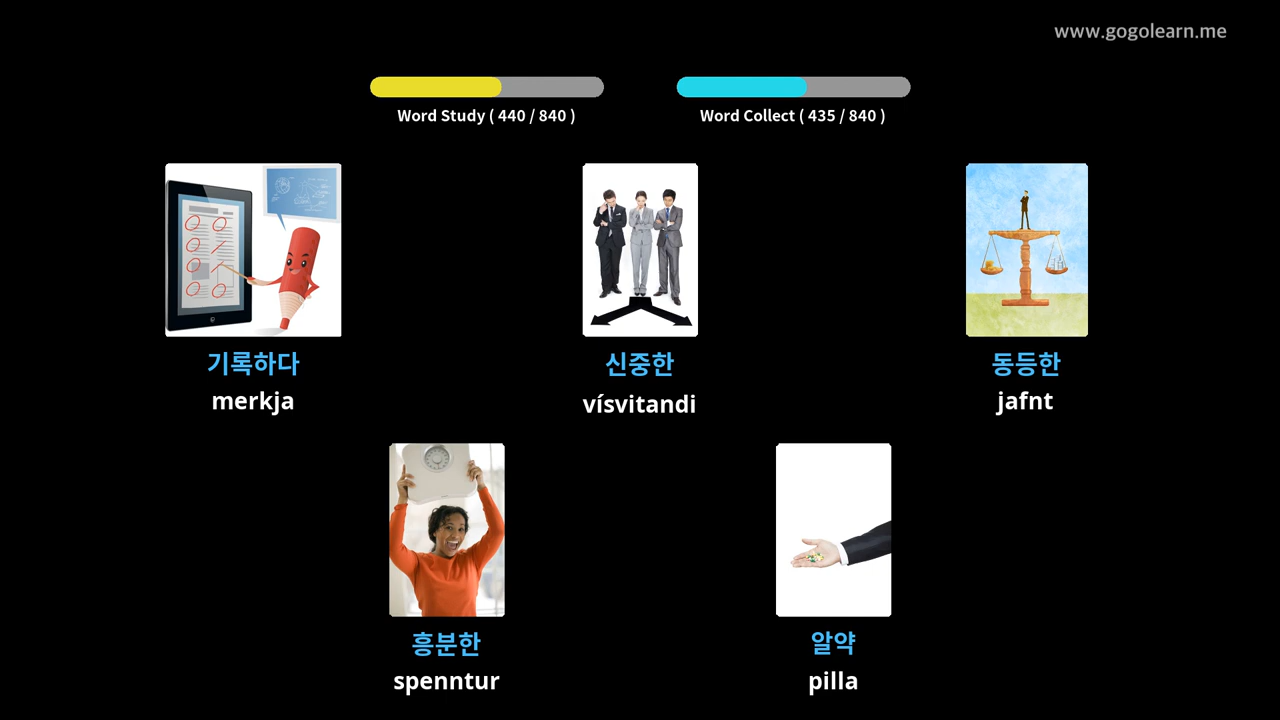 www.gogolearn.me
Word Study ( 440 / 840 )
Word Collect ( 435 / 840 )
기록하다
merkja
신중한
vísvitandi
동등한
jafnt
흥분한
spenntur
알약
pilla